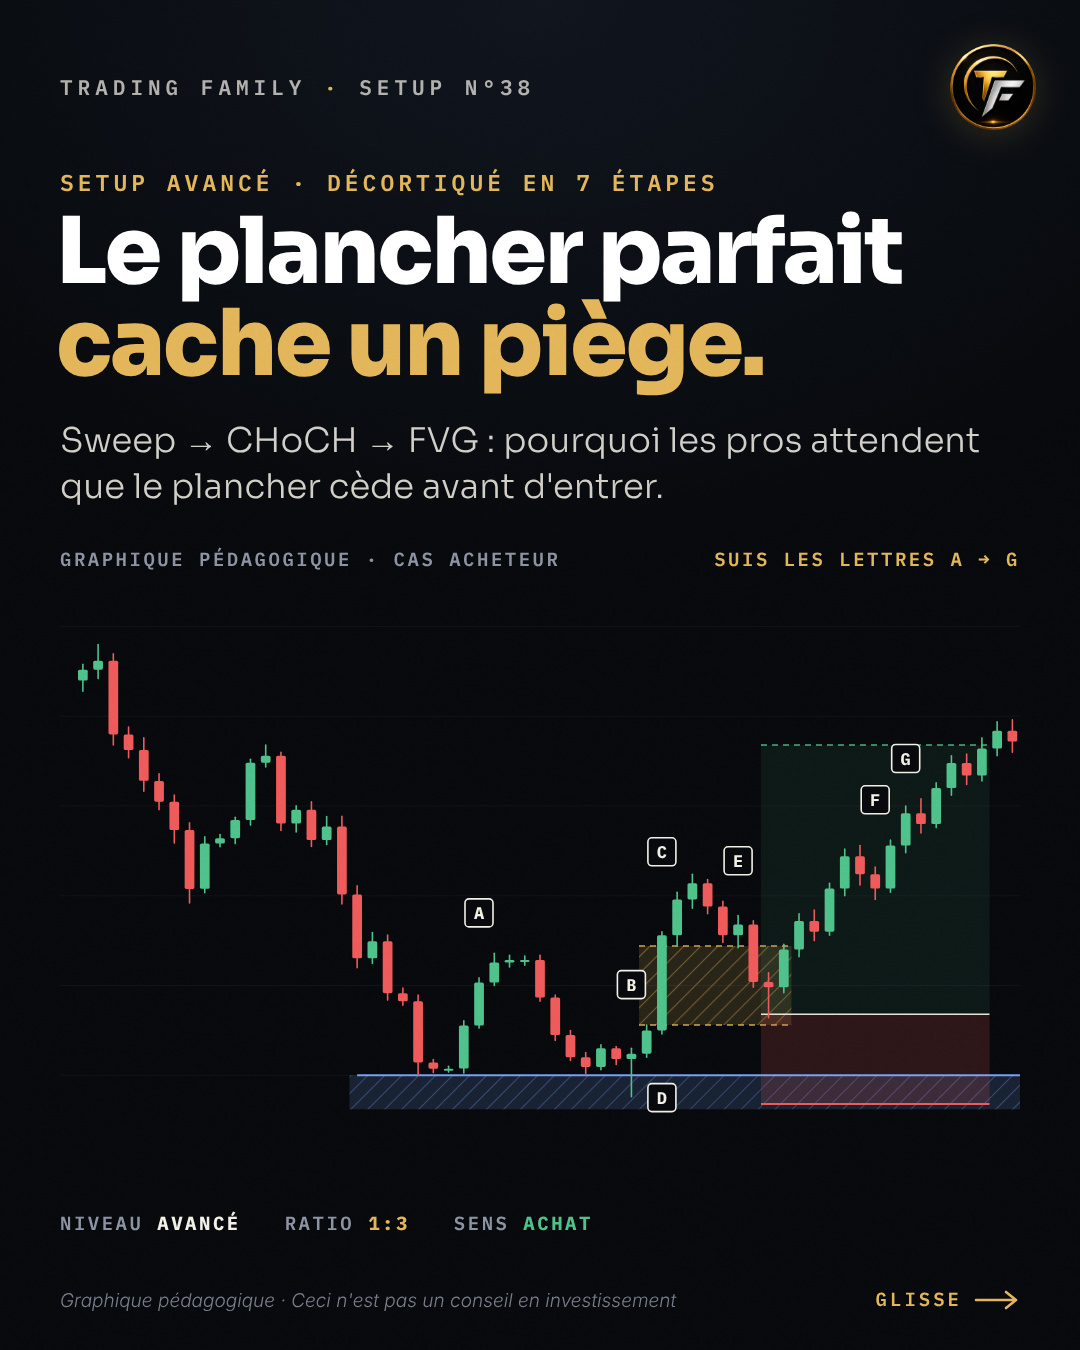 TRADING FAMILY · SETUP N°38
TF
SETUP AVANCÉ · DÉCORTIQUÉ EN 7 ÉTAPES
Le plancher parfait
cache un piège.
Sweep → CHoCH → FVG : pourquoi les pros attendent
que le plancher cède avant d'entrer.
GRAPHIQUE PÉDAGOGIQUE · CAS ACHETEUR
SUIS LES LETTRES A → G
G
F
C
E
A
B
D
NIVEAU AVANCÉ RATIO 1:3 SENS ACHAT
Graphique pédagogique · Ceci n'est pas un conseil en investissement
GLISSE →